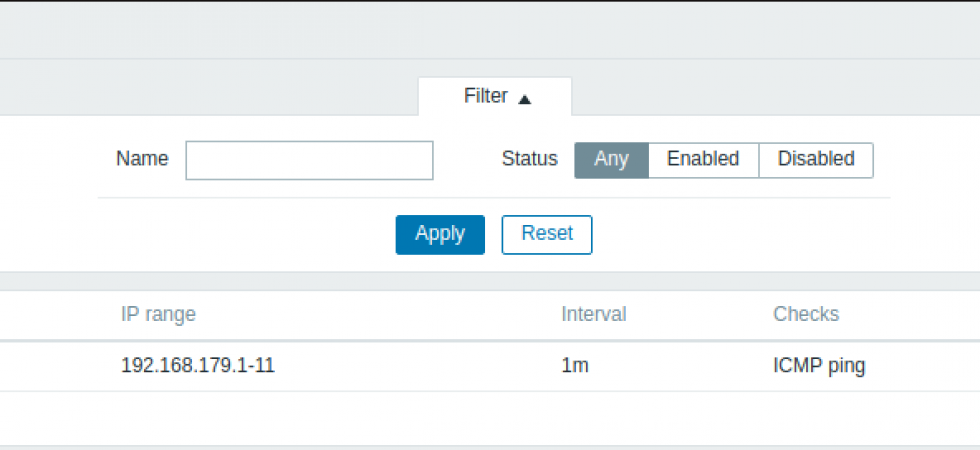 Filter ▲
Name Status Any Enabled Disabled
Apply Reset
IP range Interval Checks
192.168.179.1-11 1m ICMP ping